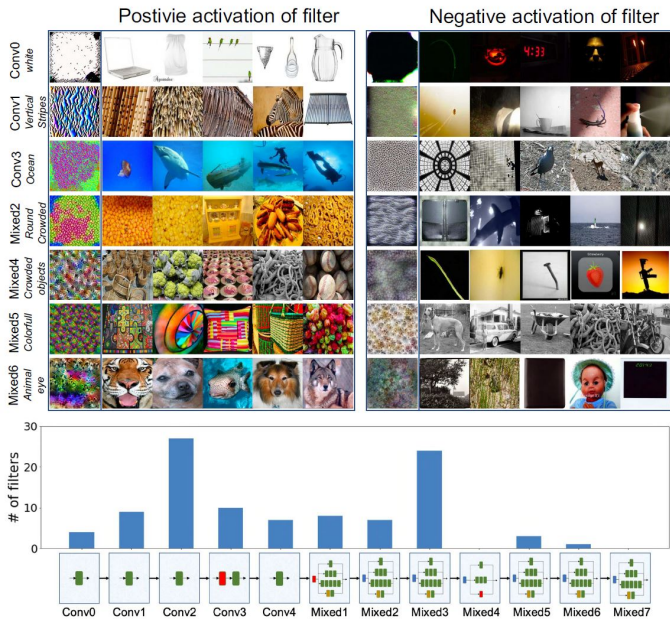 Postivie activation of filter
Negative activation of filter
Conv0
white
4:33
Conv1
Vertical
Stripes
Conv3
Ocean
Mixed2
Round
Crowded
Mixed4
Crowded
objects
Mixed5
Colorfull
Mixed6
Animal
eye
# of filters
30
20
10
0
Conv0 Conv1 Conv2 Conv3 Conv4 Mixed1 Mixed2 Mixed3 Mixed4 Mixed5 Mixed6 Mixed7